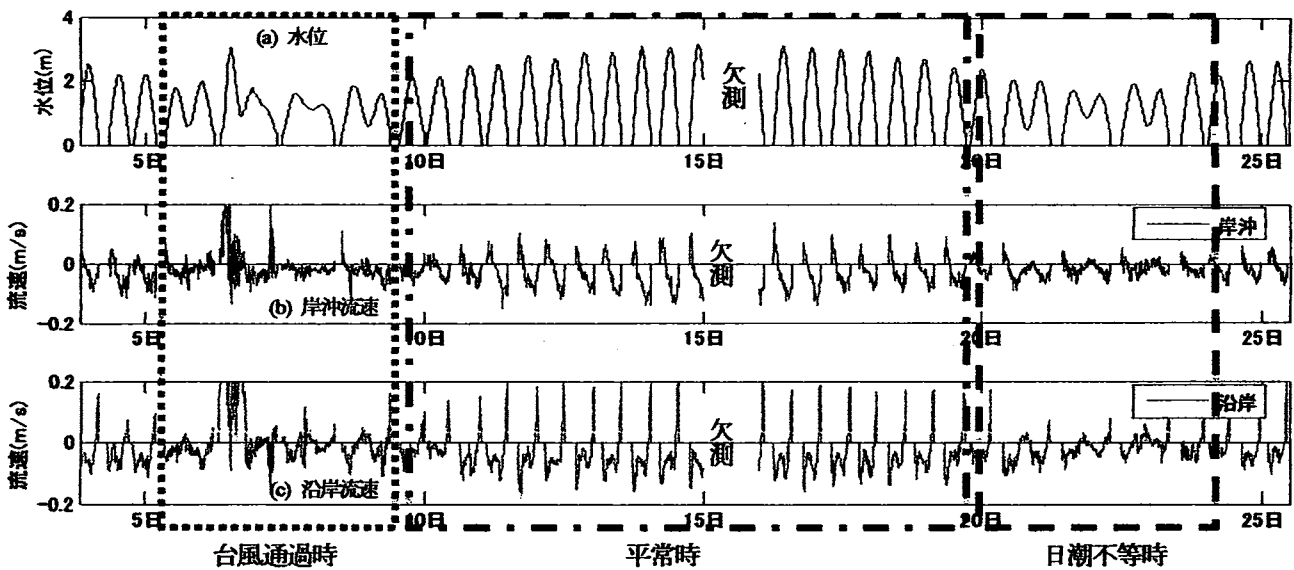 4
(a) 水位
水位(m)
2
欠測
0
5日 10日 15日 20日 25日
0.2
岸沖
流速(m/s)
0
欠測
(b) 岸沖流速
-0.2
5日 10日 15日 20日 25日
0.2
沿岸
流速(m/s)
0
欠測
(c) 沿岸流速
-0.2
5日 10日 15日 20日 25日
台風通過時 平常時 日潮不等時